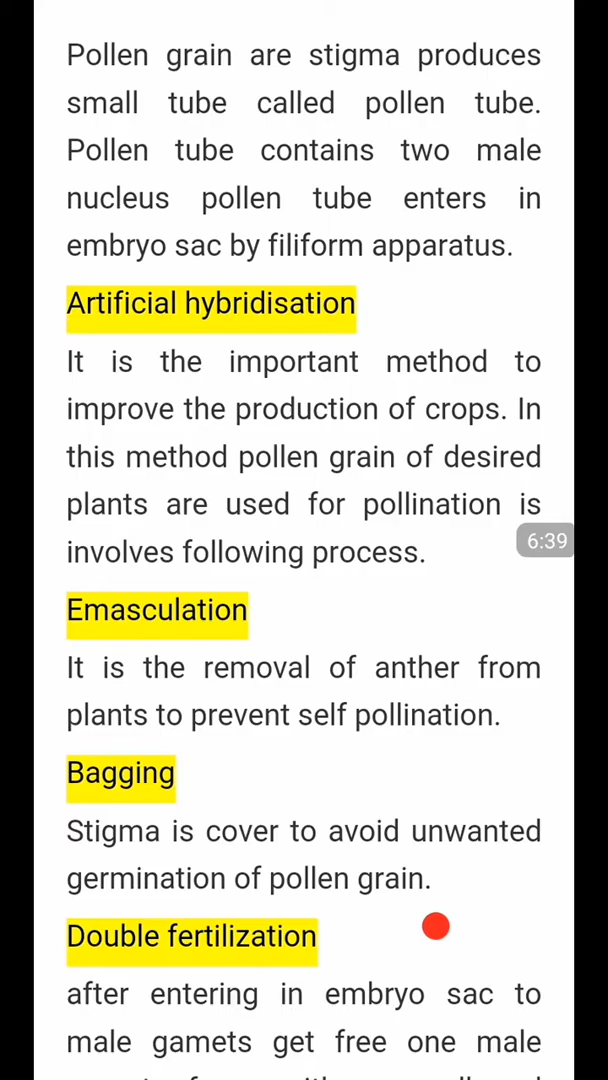 Pollen grain are stigma produces
small tube called pollen tube.
Pollen tube contains two male
nucleus pollen tube enters in
embryo sac by filiform apparatus.
Artificial hybridisation
It is the important method to
improve the production of crops. In
this method pollen grain of desired
plants are used for pollination is
involves following process.
6:39
Emasculation
It is the removal of anther from
plants to prevent self pollination.
Bagging
Stigma is cover to avoid unwanted
germination of pollen grain.
Double fertilization
after entering in embryo sac to
male gamets get free one male